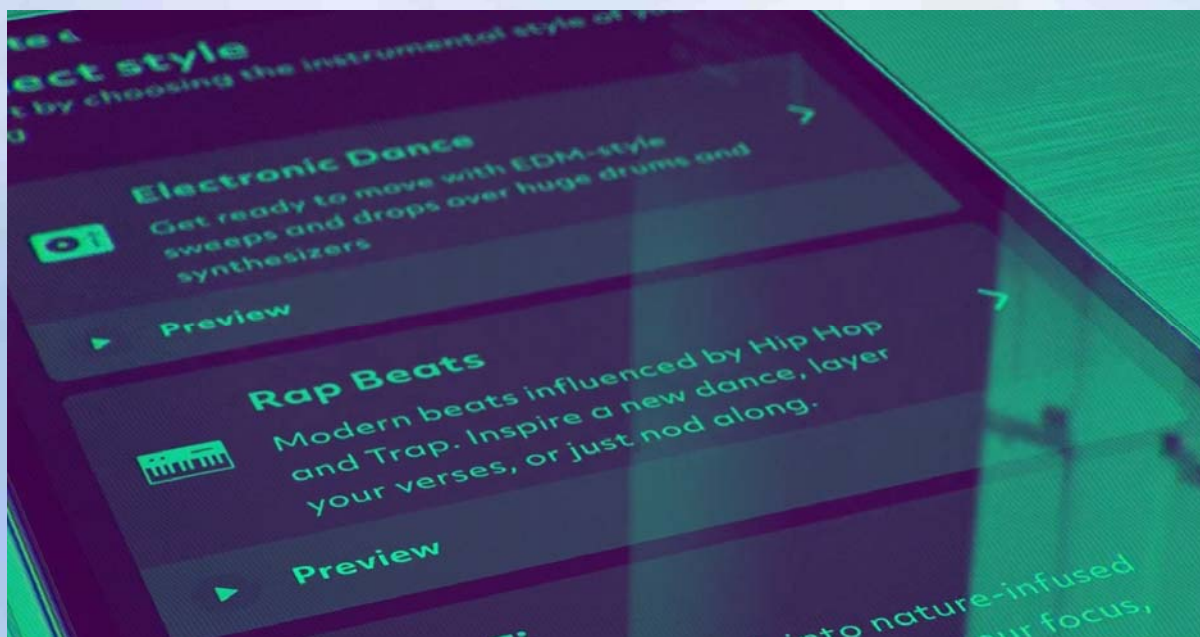 style
by choosing the instrumental style of
Electronic Dance
Get ready to move with EDM-style
sweeps and drops over huge drums and
synthesizers
Preview
Rap Beats
Modern beats influenced by Hip Hop
and Trap. Inspire a new dance, layer
your verses, or just nod along.
Preview
into nature-infused
focus,